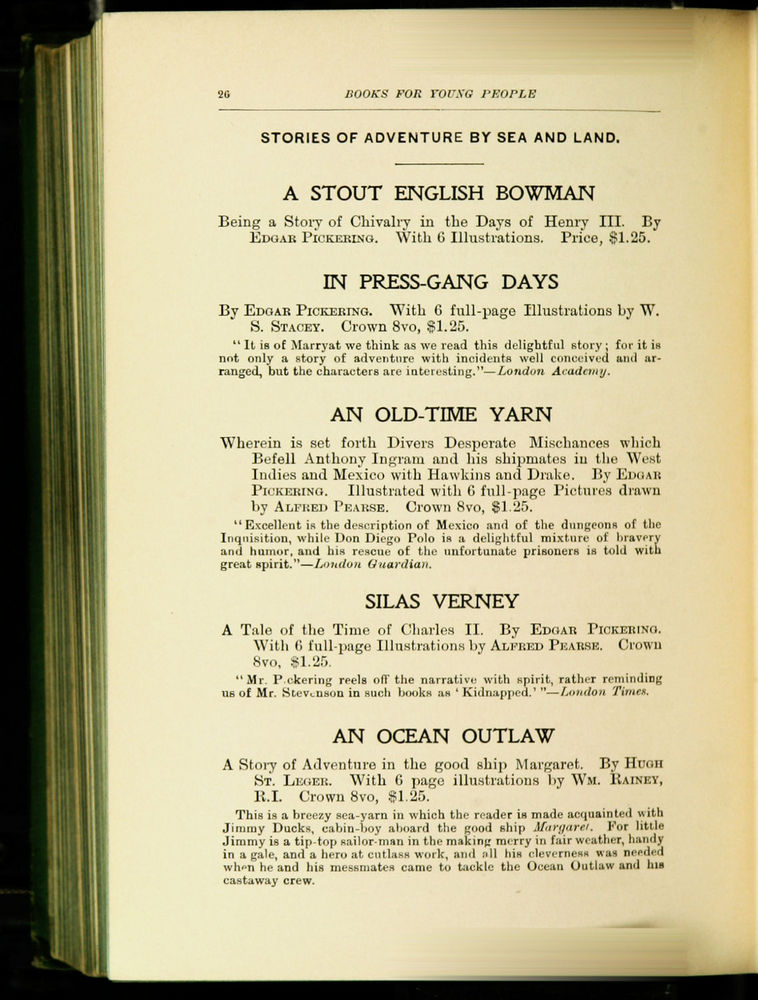 26 BOOKS FOR YOUNG PEOPLE
STORIES OF ADVENTURE BY SEA AND LAND.
A STOUT ENGLISH BOWMAN
Being a Story of Chivalry in the Days of Henry III. By
EDGAR PICKERING. With 6 Illustrations. Price, $1.25.
IN PRESS-GANG DAYS
By EDGAR PICKERING. With 6 full-page Illustrations by W.
S. STACEY. Crown 8vo, $1.25.
"It is of Marryat we think as we read this delightful story; for it is
not only a story of adventure with incidents well conceived and ar-
ranged, but the characters are interesting."—London Academy.
AN OLD-TIME YARN
Wherein is set forth Divers Desperate Mischances which
Befell Anthony Ingram and his shipmates in the West
Indies and Mexico with Hawkins and Drake. By EDGAR
PICKERING. Illustrated with 6 full-page Pictures drawn
by ALFRED PEARSE. Crown 8vo, $1.25.
"Excellent is the description of Mexico and of the dungeons of the
Inquisition, while Don Diego Polo is a delightful mixture of bravery
and humor, and his rescue of the unfortunate prisoners is told with
great spirit."—London Guardian.
SILAS VERNEY
A Tale of the Time of Charles II. By EDGAR PICKERING.
With 6 full-page Illustrations by ALFRED PEARSE. Crown
8vo, $1.25.
"Mr. Pickering reels off the narrative with spirit, rather reminding
us of Mr. Stevenson in such books as 'Kidnapped.'"—London Times.
AN OCEAN OUTLAW
A Story of Adventure in the good ship Margaret. By HUGH
ST. LEGER. With 6 page illustrations by WM. RAINEY,
R.I. Crown 8vo, $1.25.
This is a breezy sea-yarn in which the reader is made acquainted with
Jimmy Ducks, cabin-boy aboard the good ship Margaret. For little
Jimmy is a tip-top sailor-man in the making merry in fair weather, handy
in a gale, and a hero at cutlass work, and all his cleverness was needed
when he and his messmates came to tackle the Ocean Outlaw and his
castaway crew.